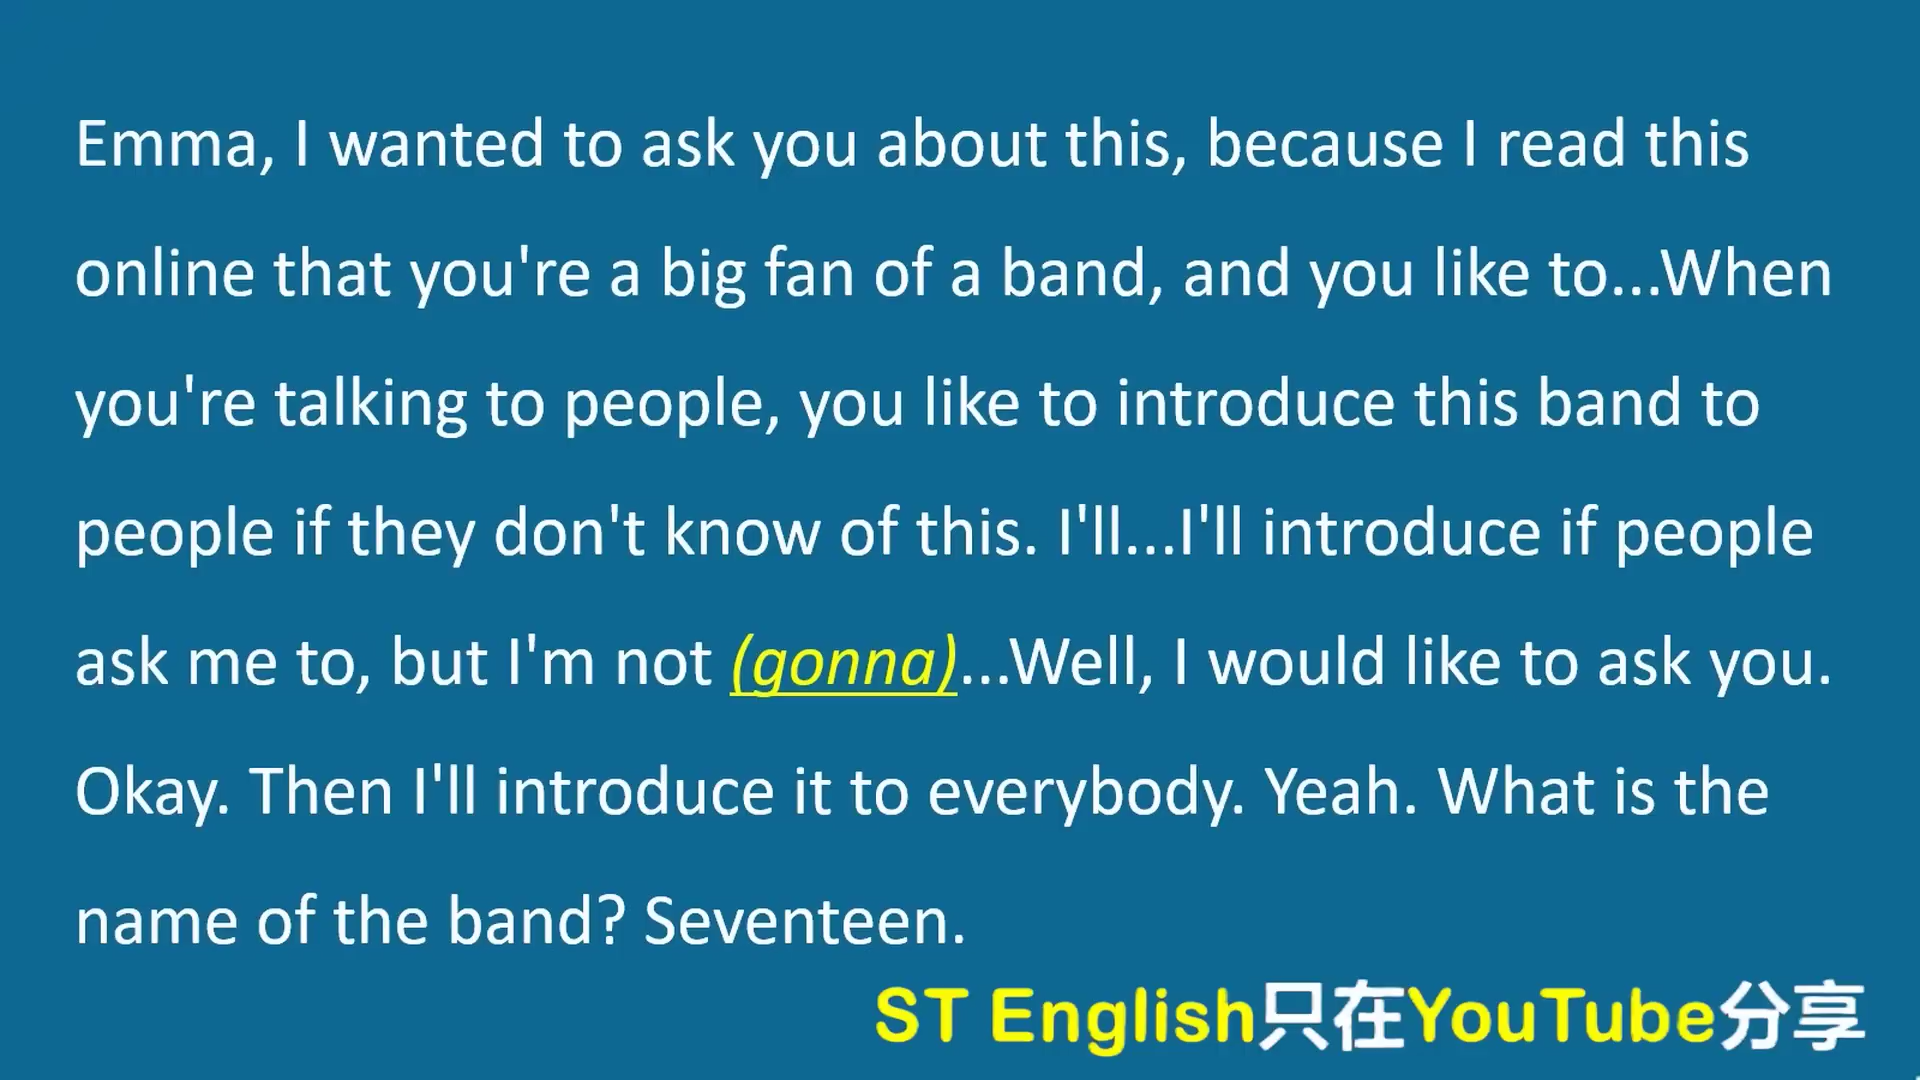 Emma, I wanted to ask you about this, because I read this
online that you're a big fan of a band, and you like to...When
you're talking to people, you like to introduce this band to
people if they don't know of this. I'll...I'll introduce if people
ask me to, but I'm not (gonna)...Well, I would like to ask you.
Okay. Then I'll introduce it to everybody. Yeah. What is the
name of the band? Seventeen.
ST English只在YouTube分享